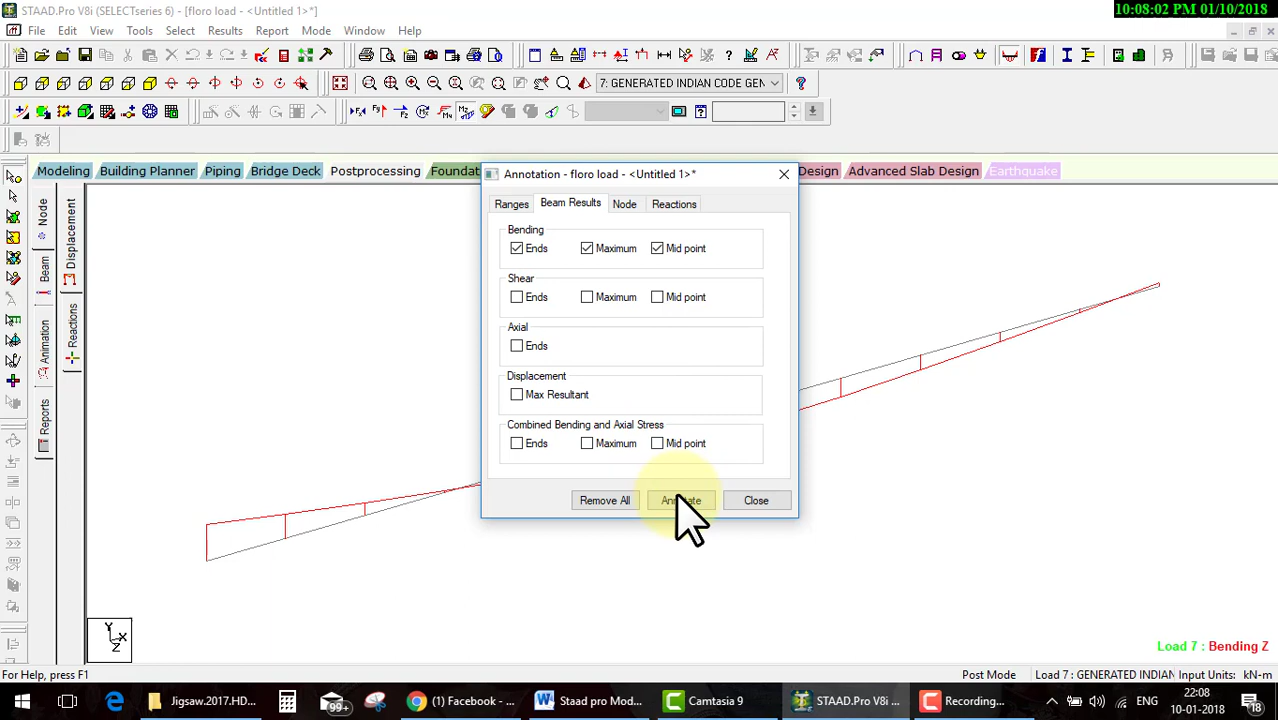 10:08:02 PM 01/10/2018
STAAD.Pro V8i (SELECTseries 6) - [floro load - <Untitled 1>*]
File Edit View Tools Select Results Report Mode Window Help
7: GENERATED INDIAN CODE GEN
Modeling Building Planner Piping Bridge Deck Postprocessing Foundat Design Advanced Slab Design Earthquake
Annotation - floro load - <Untitled 1>*
Ranges Beam Results Node Reactions
Bending
Ends Maximum Mid point
Shear
Ends Maximum Mid point
Axial
Ends
Displacement
Max Resultant
Combined Bending and Axial Stress
Ends Maximum Mid point
Remove All Annotate Close
Node
Beam
Animation
Reports
Displacement
Reactions
Y
X
Z
Load 7 : Bending Z
For Help, press F1
Post Mode Load 7 : GENERATED INDIAN Input Units: kN-m
Jigsaw.2017.HD... 99+ Facebook - ... Staad pro Mod... Camtasia 9 STAAD.Pro V8i ... Recording... ENG 22:08
10-01-2018 18